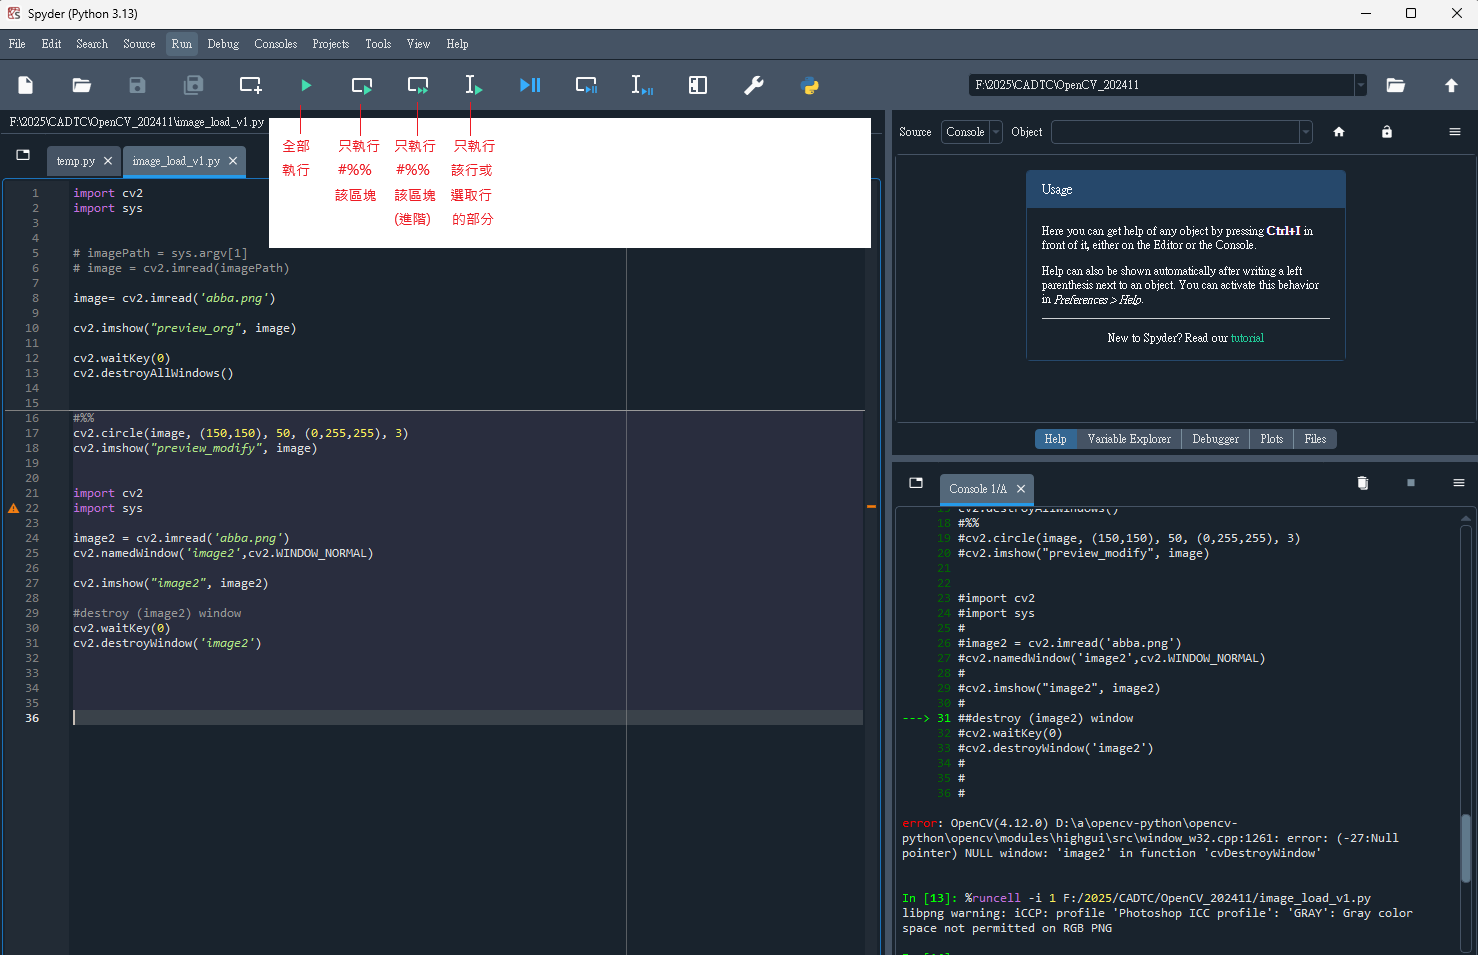 Spyder (Python 3.13)
File Edit Search Source Run Debug Consoles Projects Tools View Help
F:\2025\CADTC\OpenCV_202411
F:\2025\CADTC\OpenCV_202411\image_load_v1.py
全部
執行
只執行
#%%
該區塊
只執行
#%%
該區塊
(進階)
只執行
該行或
選取行
的部分
temp.py
image_load_v1.py
1 import cv2
2 import sys
3
4
5 # imagePath = sys.argv[1]
6 # image = cv2.imread(imagePath)
7
8 image= cv2.imread('abba.png')
9
10 cv2.imshow("preview_org", image)
11
12 cv2.waitKey(0)
13 cv2.destroyAllWindows()
14
15
16 #%%
17 cv2.circle(image, (150,150), 50, (0,255,255), 3)
18 cv2.imshow("preview_modify", image)
19
20
21 import cv2
22 import sys
23
24 image2 = cv2.imread('abba.png')
25 cv2.namedWindow('image2',cv2.WINDOW_NORMAL)
26
27 cv2.imshow("image2", image2)
28
29 #destroy (image2) window
30 cv2.waitKey(0)
31 cv2.destroyWindow('image2')
32
33
34
35
36
Source Console Object
Usage
Here you can get help of any object by pressing Ctrl+I in
front of it, either on the Editor or the Console.
Help can also be shown automatically after writing a left
parenthesis next to an object. You can activate this behavior
in Preferences > Help.
New to Spyder? Read our tutorial
Help Variable Explorer Debugger Plots Files
Console 1/A
cv2.destroyAllWindows()
18 #%%
19 #cv2.circle(image, (150,150), 50, (0,255,255), 3)
20 #cv2.imshow("preview_modify", image)
21
22
23 #import cv2
24 #import sys
25 #
26 #image2 = cv2.imread('abba.png')
27 #cv2.namedWindow('image2',cv2.WINDOW_NORMAL)
28 #
29 #cv2.imshow("image2", image2)
30 #
---> 31 ##destroy (image2) window
32 #cv2.waitKey(0)
33 #cv2.destroyWindow('image2')
34 #
35 #
36 #
error: OpenCV(4.12.0) D:\a\opencv-python\opencv-
python\opencv\modules\highgui\src\window_w32.cpp:1261: error: (-27:Null
pointer) NULL window: 'image2' in function 'cvDestroyWindow'
In [13]: %runcell -i 1 F:/2025/CADTC/OpenCV_202411/image_load_v1.py
libpng warning: iCCP: profile 'Photoshop ICC profile': 'GRAY': Gray color
space not permitted on RGB PNG